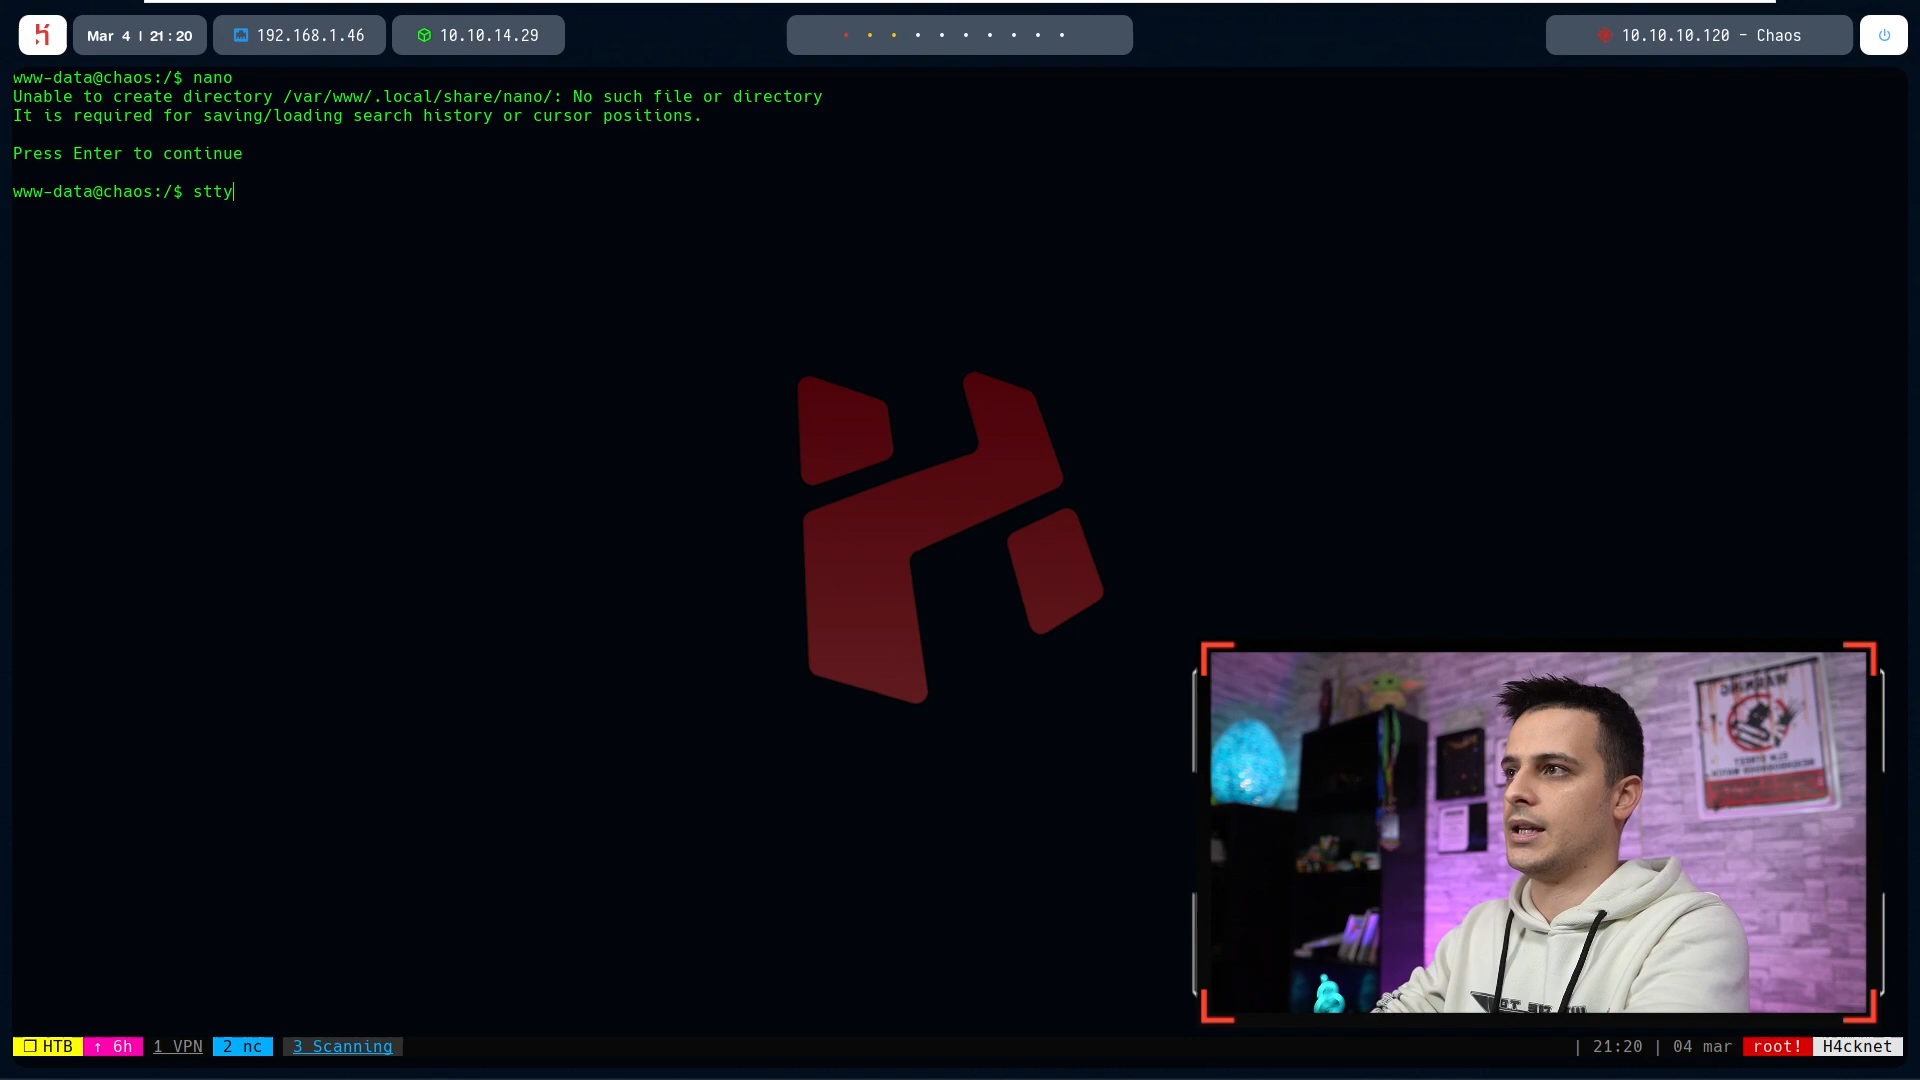 Mar 4 | 21:20
192.168.1.46
10.10.14.29
10.10.10.120 - Chaos
www-data@chaos:/$ nano
Unable to create directory /var/www/.local/share/nano/: No such file or directory
It is required for saving/loading search history or cursor positions.
Press Enter to continue
www-data@chaos:/$ stty
WARNING
HTB ↑ 6h 1 VPN 2 nc 3 Scanning
| 21:20 | 04 mar root! H4cknet